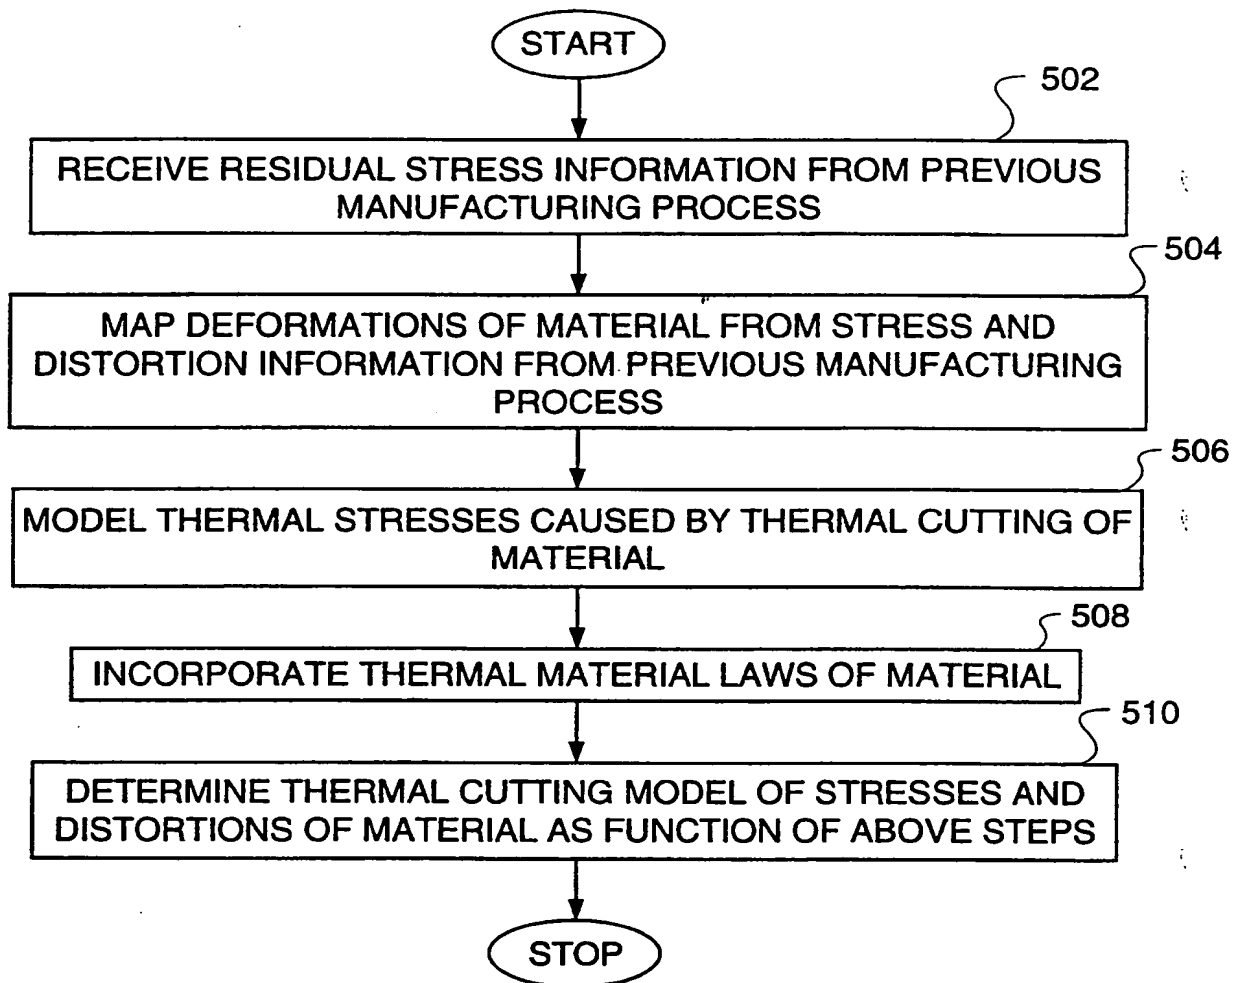 START
502
RECEIVE RESIDUAL STRESS INFORMATION FROM PREVIOUS
MANUFACTURING PROCESS
504
MAP DEFORMATIONS OF MATERIAL FROM STRESS AND
DISTORTION INFORMATION FROM PREVIOUS MANUFACTURING
PROCESS
506
MODEL THERMAL STRESSES CAUSED BY THERMAL CUTTING OF
MATERIAL
508
INCORPORATE THERMAL MATERIAL LAWS OF MATERIAL
510
DETERMINE THERMAL CUTTING MODEL OF STRESSES AND
DISTORTIONS OF MATERIAL AS FUNCTION OF ABOVE STEPS
STOP